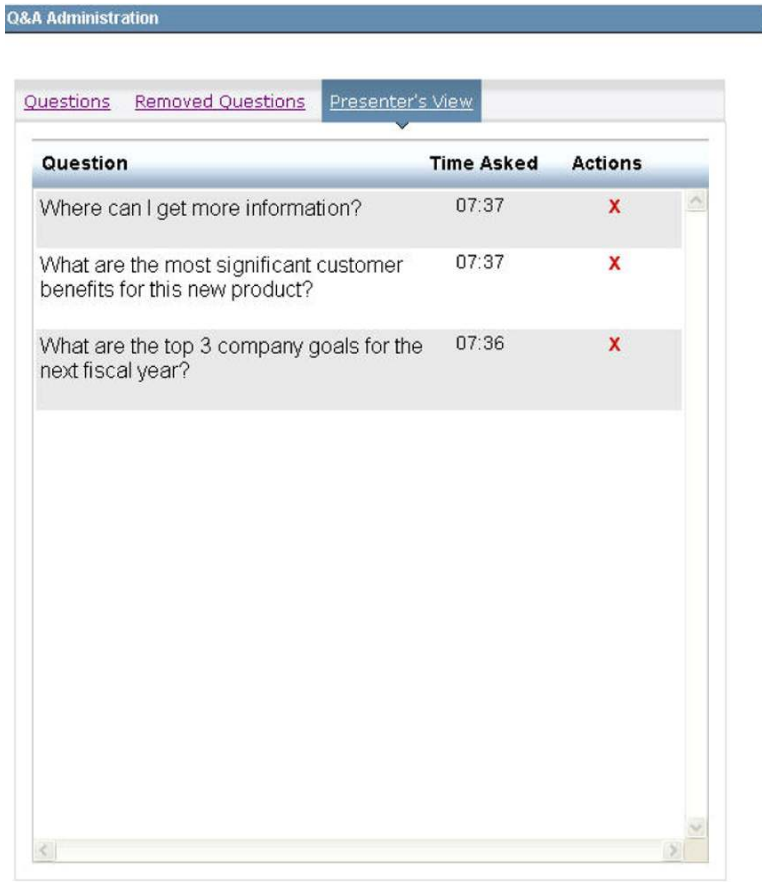 Q&A Administration
Questions Removed Questions Presenter's View
Question Time Asked Actions
Where can I get more information? 07:37 X
What are the most significant customer 07:37 X
benefits for this new product?
What are the top 3 company goals for the 07:36 X
next fiscal year?